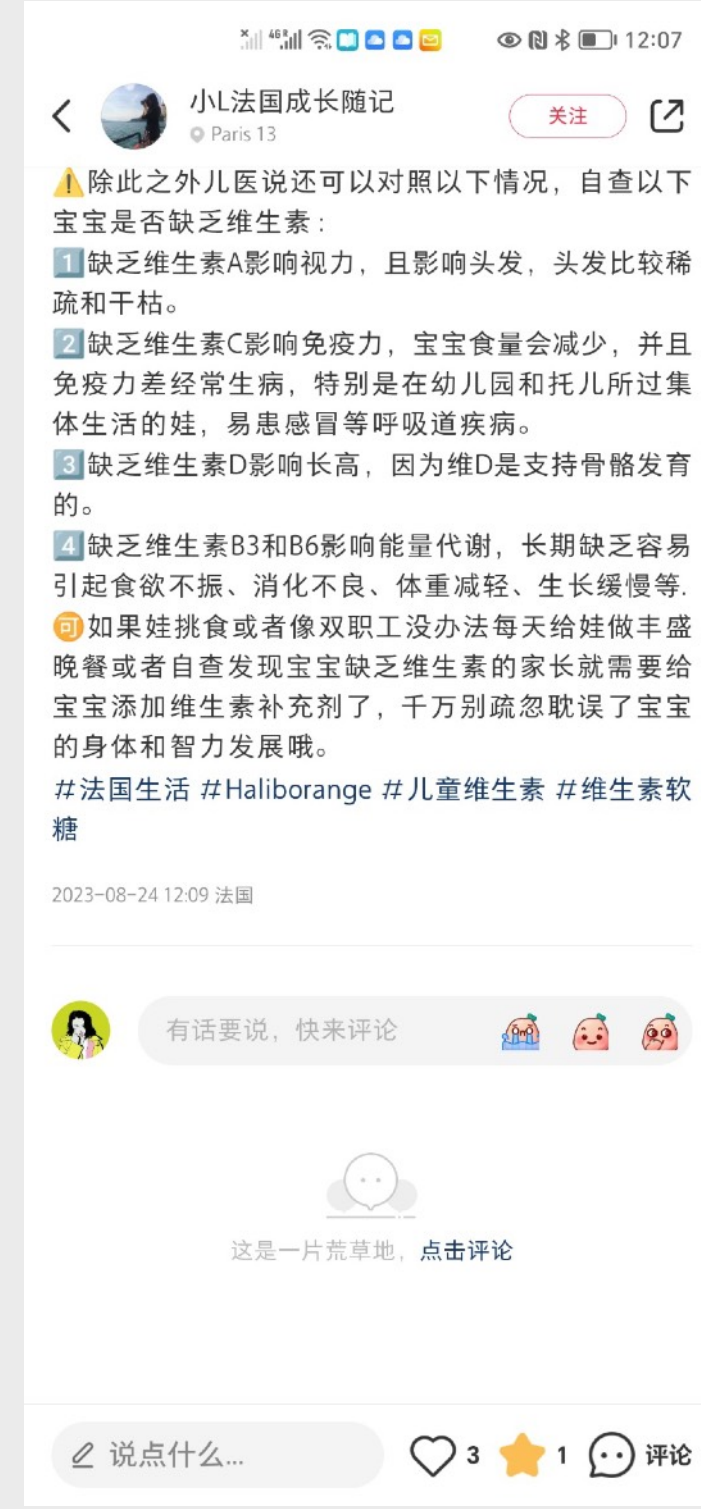 46 12:07
小L法国成长随记
Paris 13
关注
⚠️除此之外儿医说还可以对照以下情况，自查以下
宝宝是否缺乏维生素：
1️⃣缺乏维生素A影响视力，且影响头发，头发比较稀
疏和干枯。
2️⃣缺乏维生素C影响免疫力，宝宝食量会减少，并且
免疫力差经常生病，特别是在幼儿园和托儿所过集
体生活的娃，易患感冒等呼吸道疾病。
3️⃣缺乏维生素D影响长高，因为维D是支持骨骼发育
的。
4️⃣缺乏维生素B3和B6影响能量代谢，长期缺乏容易
引起食欲不振、消化不良、体重减轻、生长缓慢等.
🉑如果娃挑食或者像双职工没办法每天给娃做丰盛
晚餐或者自查发现宝宝缺乏维生素的家长就需要给
宝宝添加维生素补充剂了，千万别疏忽耽误了宝宝
的身体和智力发展哦。
#法国生活 #Haliborange #儿童维生素 #维生素软
糖
2023-08-24 12:09 法国
有话要说，快来评论
这是一片荒草地，点击评论
说点什么... 3 1 评论